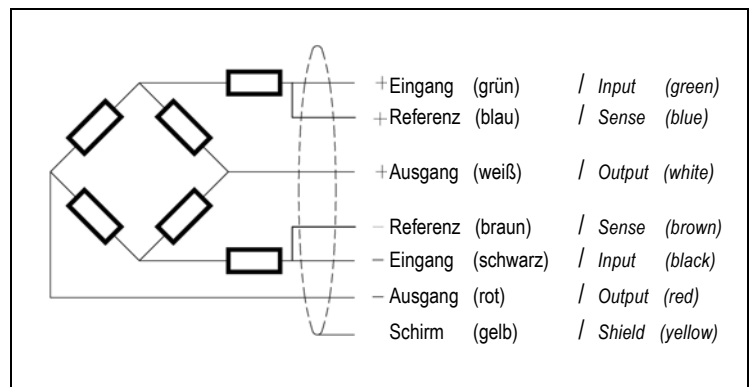 + Eingang (grün) / Input (green)
+ Referenz (blau) / Sense (blue)
+ Ausgang (weiß) / Output (white)
− Referenz (braun) / Sense (brown)
− Eingang (schwarz) / Input (black)
− Ausgang (rot) / Output (red)
Schirm (gelb) / Shield (yellow)